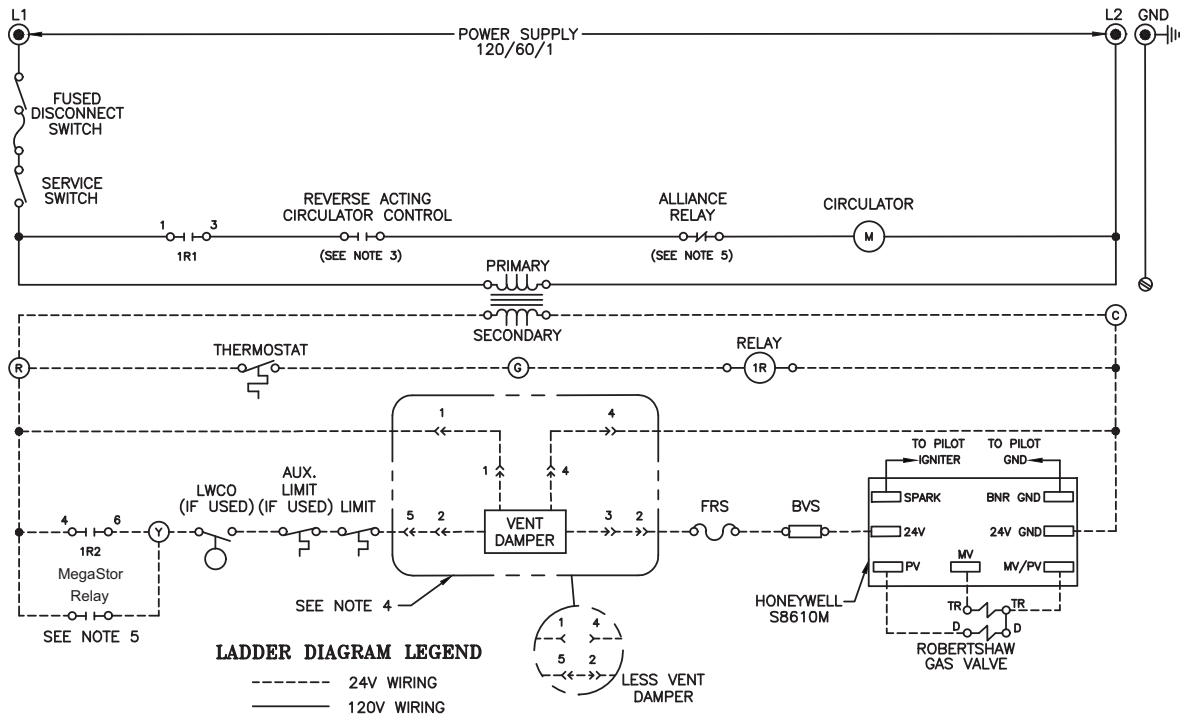 L1
L2 GND
POWER SUPPLY
120/60/1
FUSED
DISCONNECT
SWITCH
SERVICE
SWITCH
1 3
1R1
REVERSE ACTING
CIRCULATOR CONTROL
(SEE NOTE 3)
ALLIANCE
RELAY
(SEE NOTE 5)
CIRCULATOR
M
PRIMARY
SECONDARY
C
R
THERMOSTAT
G
RELAY
1R
1
4
1
4
TO PILOT
IGNITER
TO PILOT
GND
SPARK
BNR GND
24V
24V GND
PV
MV
MV/PV
HONEYWELL
S8610M
TR
TR
D
D
ROBERTSHAW
GAS VALVE
4 6
1R2
Y
LWCO
(IF USED)
AUX.
LIMIT
(IF USED)
LIMIT
5 2
VENT
DAMPER
3 2
FRS
BVS
MegaStor
Relay
SEE NOTE 5
SEE NOTE 4
1 4
5 2
LESS VENT
DAMPER
LADDER DIAGRAM LEGEND
24V WIRING
120V WIRING